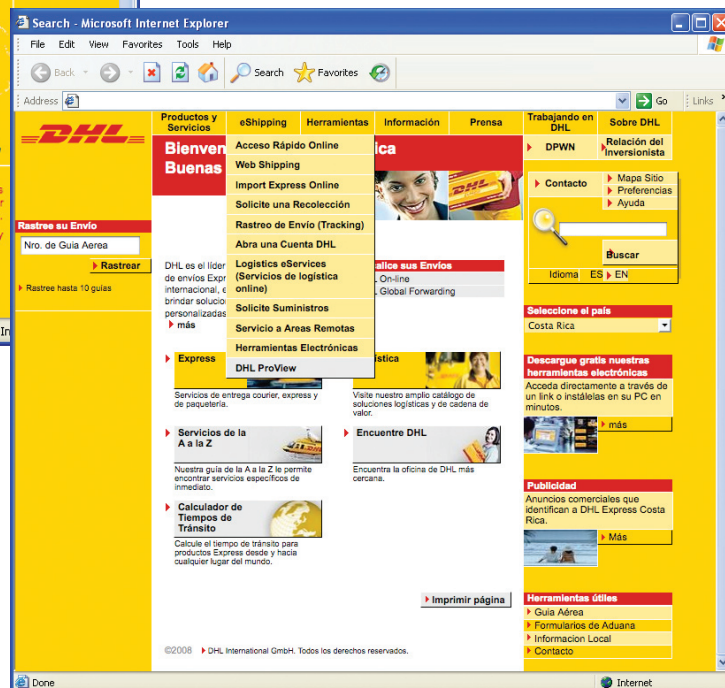 Search - Microsoft Internet Explorer
File Edit View Favorites Tools Help
Back Search Favorites
Address Go Links
DHL
Productos y
Servicios
eShipping
Herramientas
Información
Prensa
Trabajando en
DHL
Sobre DHL
DPWN
Relación del
Inversionista
Bienven
ica
Buenas
Acceso Rápido Online
Web Shipping
Import Express Online
Solicite una Recolección
Rastreo de Envío (Tracking)
Abra una Cuenta DHL
Logistics eServices
(Servicios de logística
online)
Solicite Suministros
Servicio a Areas Remotas
Herramientas Electrónicas
DHL ProView
Contacto
Mapa Sitio
Preferencias
Ayuda
Buscar
Idioma ES EN
Rastree su Envío
Nro. de Guia Aerea
Rastrear
Rastree hasta 10 guías
DHL es el líder
de envíos Expr
internacional, e
brindar solucio
personalizadas
más
alice sus Envíos
On-line
Global Forwarding
Seleccione el país
Costa Rica
Express
Servicios de entrega courier, express y
de paquetería.
ística
Visite nuestro amplio catálogo de
soluciones logísticas y de cadena de
valor.
Descargue gratis nuestras
herramientas electrónicas
Acceda directamente a través de
un link o instálelas en su PC en
minutos.
más
Servicios de la
A a la Z
Nuestra guía de la A a la Z le permite
encontrar servicios específicos de
inmediato.
Encuentre DHL
Encuentra la oficina de DHL más
cercana.
Publicidad
Anuncios comerciales que
identifican a DHL Express Costa
Rica.
Más
Calculador de
Tiempos de
Tránsito
Calcule el tiempo de tránsito para
productos Express desde y hacia
cualquier lugar del mundo.
Imprimir página
Herramientas útiles
Guia Aérea
Formularios de Aduana
Informacion Local
Contacto
©2008 DHL International GmbH. Todos los derechos reservados.
Done
Internet